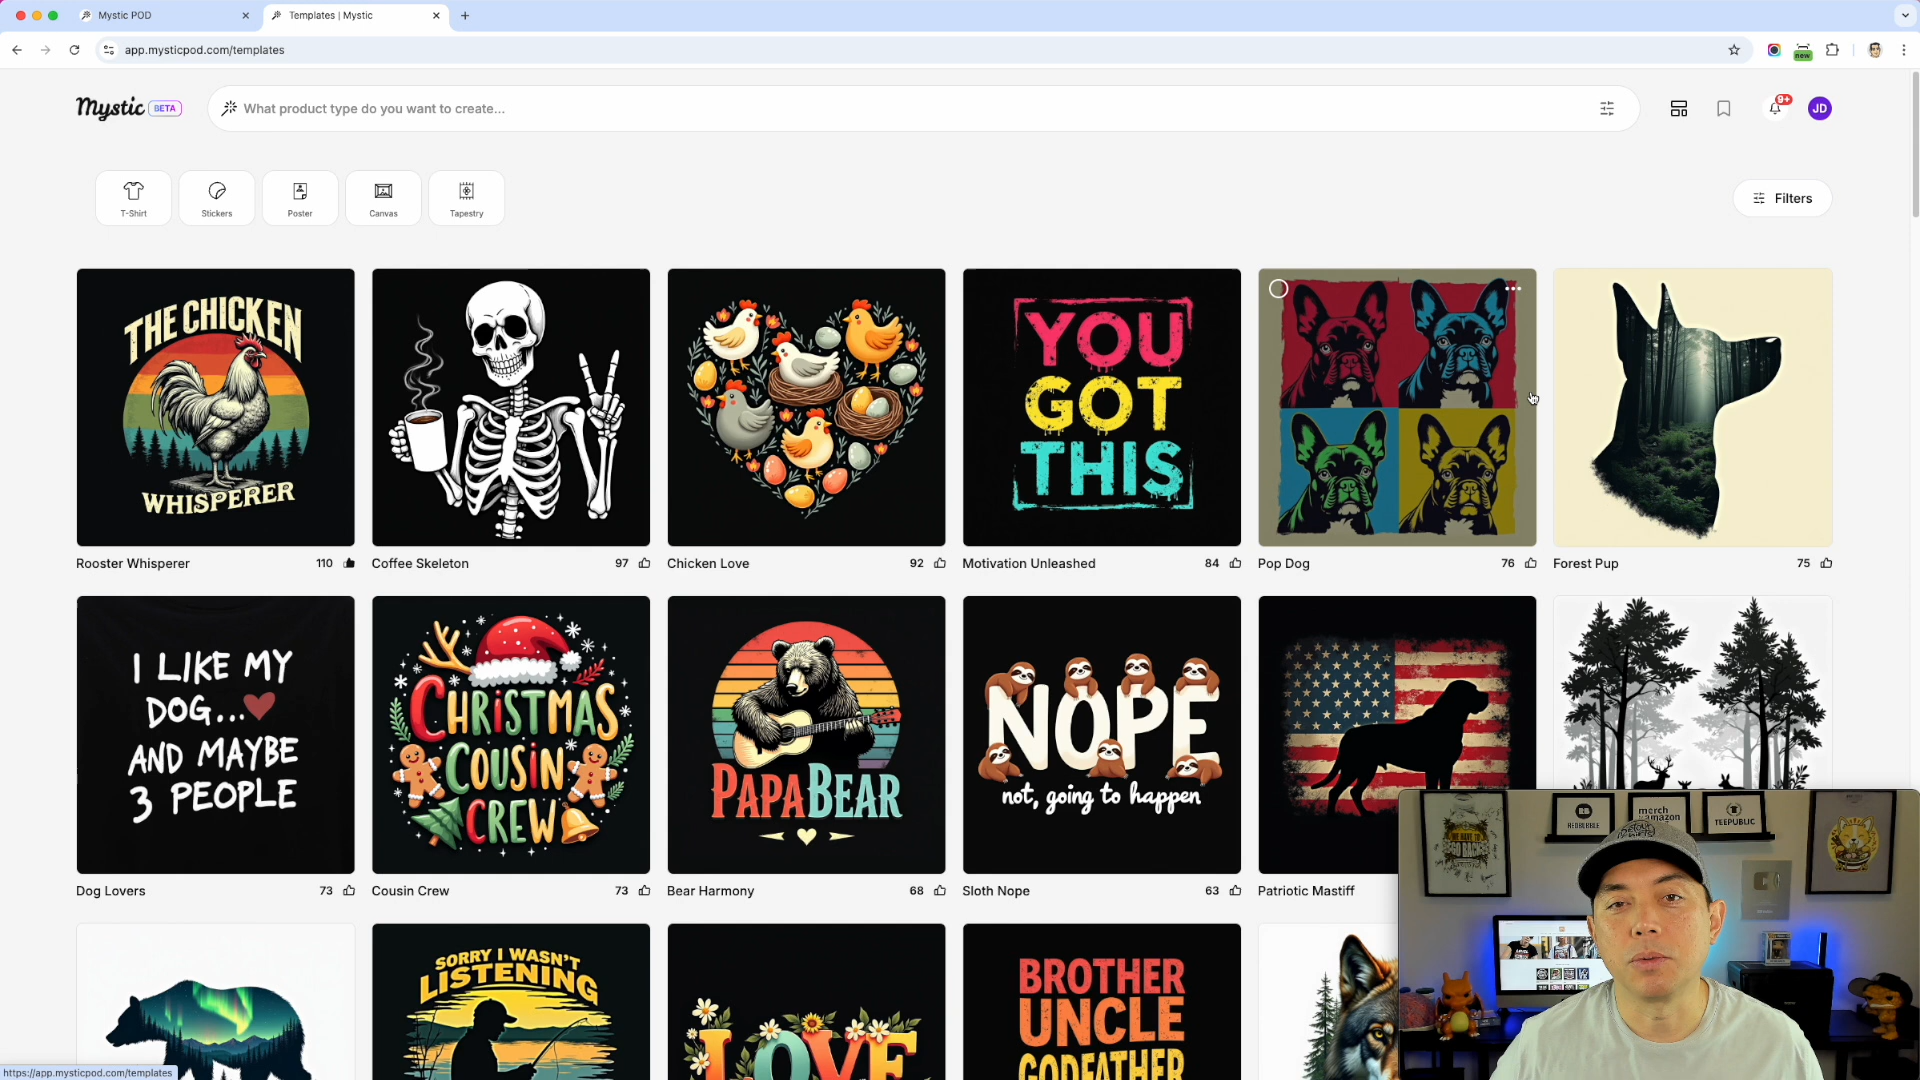 Mystic POD
Templates | Mystic
app.mysticpod.com/templates
new
Mystic
BETA
What product type do you want to create...
9+
JD
T-Shirt
Stickers
Poster
Canvas
Tapestry
Filters
THE CHICKEN
WHISPERER
YOU
GOT
THIS
Rooster Whisperer
110
Coffee Skeleton
97
Chicken Love
92
Motivation Unleashed
84
Pop Dog
76
Forest Pup
75
I LIKE MY
DOG...
AND MAYBE
3 PEOPLE
CHRISTMAS
COUSIN
CREW
PAPA BEAR
NOPE
not, going to happen
Dog Lovers
73
Cousin Crew
73
Bear Harmony
68
Sloth Nope
63
Patriotic Mastiff
REDBUBBLE
merch
amazon
TEEPUBLIC
SORRY I WASN'T
LISTENING
LOVE
BROTHER
UNCLE
GODFATHER
https://app.mysticpod.com/templates